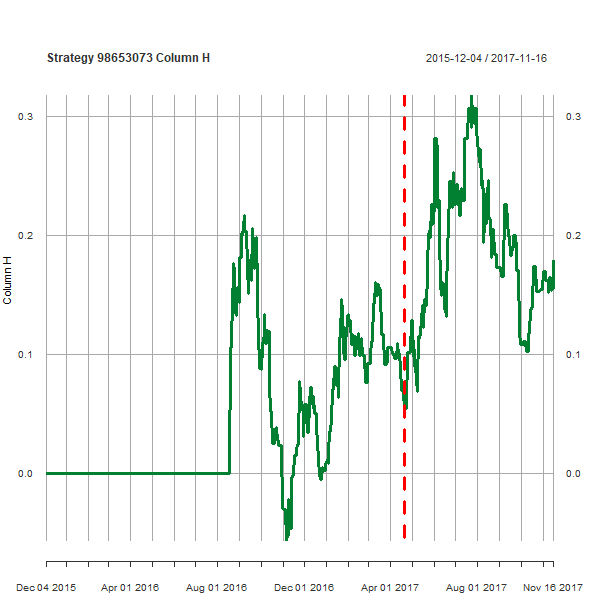 Strategy 98653073 Column H
2015-12-04 / 2017-11-16
0.3 0.3
0.2 0.2
Column H
0.1 0.1
0.0 0.0
Dec 04 2015 Apr 01 2016 Aug 01 2016 Dec 01 2016 Apr 01 2017 Aug 01 2017 Nov 16 2017